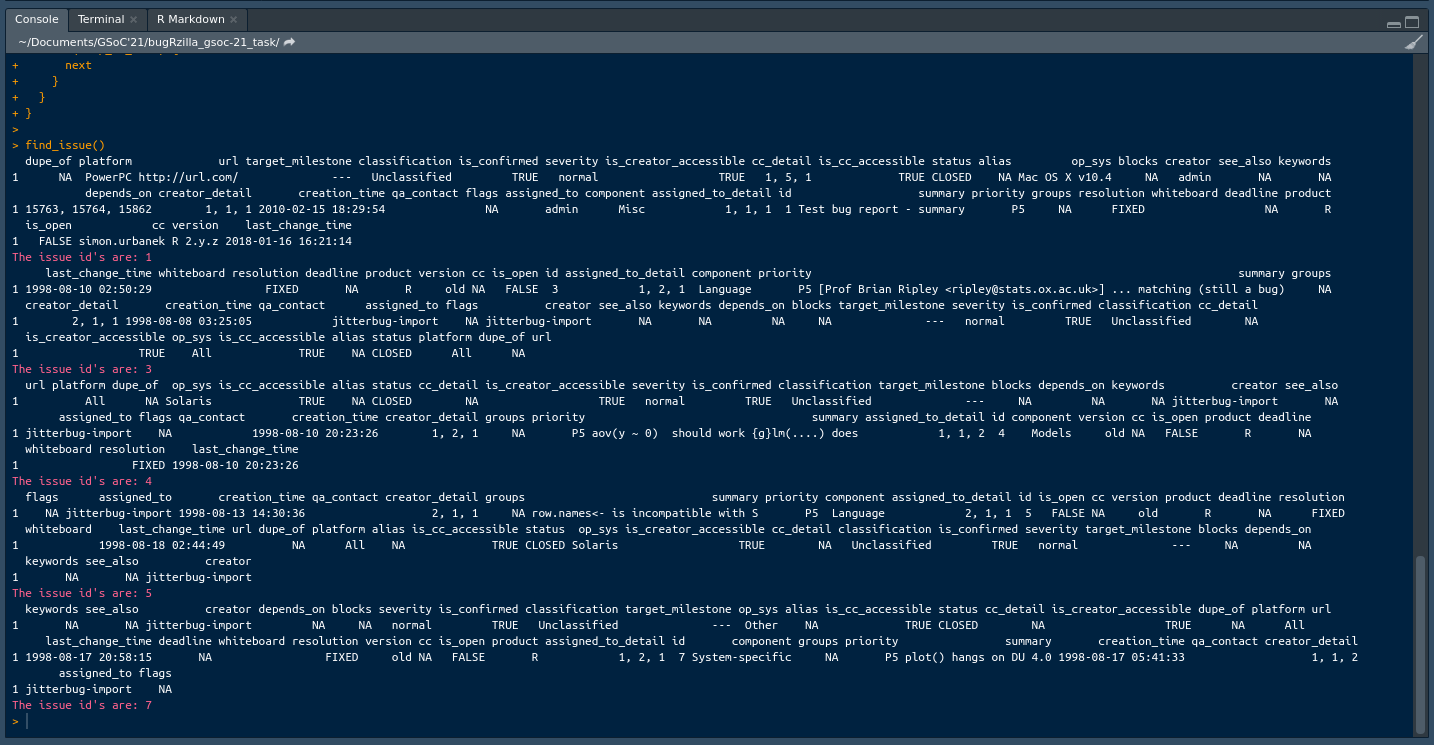 Console Terminal × R Markdown ×
~/Documents/GSoC'21/bugRzilla_gsoc-21_task/
+ next
+ }
+ }
+ }
>
> find_issue()
dupe_of platform url target_milestone classification is_confirmed severity is_creator_accessible cc_detail is_cc_accessible status alias op_sys blocks creator see_also keywords
1 NA PowerPC http://url.com/ --- Unclassified TRUE normal TRUE 1, 5, 1 TRUE CLOSED NA Mac OS X v10.4 NA admin NA NA
depends_on creator_detail creation_time qa_contact flags assigned_to component assigned_to_detail id summary priority groups resolution whiteboard deadline product
1 15763, 15764, 15862 1, 1, 1 2010-02-15 18:29:54 NA admin Misc 1, 1, 1 1 Test bug report - summary P5 NA FIXED NA R
is_open cc version last_change_time
1 FALSE simon.urbanek R 2.y.z 2018-01-16 16:21:14
The issue id's are: 1
last_change_time whiteboard resolution deadline product version cc is_open id assigned_to_detail component priority summary groups
1 1998-08-10 02:50:29 FIXED NA R old NA FALSE 3 1, 2, 1 Language P5 [Prof Brian Ripley <ripley@stats.ox.ac.uk>] ... matching (still a bug) NA
creator_detail creation_time qa_contact assigned_to flags creator see_also keywords depends_on blocks target_milestone severity is_confirmed classification cc_detail
1 2, 1, 1 1998-08-08 03:25:05 jitterbug-import NA jitterbug-import NA NA NA NA --- normal TRUE Unclassified NA
is_creator_accessible op_sys is_cc_accessible alias status platform dupe_of url
1 TRUE All TRUE NA CLOSED All NA
The issue id's are: 3
url platform dupe_of op_sys is_cc_accessible alias status cc_detail is_creator_accessible severity is_confirmed classification target_milestone blocks depends_on keywords creator see_also
1 All NA Solaris TRUE NA CLOSED NA TRUE normal TRUE Unclassified --- NA NA NA jitterbug-import NA
assigned_to flags qa_contact creation_time creator_detail groups priority summary assigned_to_detail id component version cc is_open product deadline
1 jitterbug-import NA 1998-08-10 20:23:26 1, 2, 1 NA P5 aov(y ~ 0) should work {g}lm(....) does 1, 1, 2 4 Models old NA FALSE R NA
whiteboard resolution last_change_time
1 FIXED 1998-08-10 20:23:26
The issue id's are: 4
flags assigned_to creation_time qa_contact creator_detail groups summary priority component assigned_to_detail id is_open cc version product deadline resolution
1 NA jitterbug-import 1998-08-13 14:30:36 2, 1, 1 NA row.names<- is incompatible with S P5 Language 2, 1, 1 5 FALSE NA old R NA FIXED
whiteboard last_change_time url dupe_of platform alias is_cc_accessible status op_sys is_creator_accessible cc_detail classification is_confirmed severity target_milestone blocks depends_on
1 1998-08-18 02:44:49 NA All NA TRUE CLOSED Solaris TRUE NA Unclassified TRUE normal --- NA NA
keywords see_also creator
1 NA NA jitterbug-import
The issue id's are: 5
keywords see_also creator depends_on blocks severity is_confirmed classification target_milestone op_sys alias is_cc_accessible status cc_detail is_creator_accessible dupe_of platform url
1 NA NA jitterbug-import NA NA normal TRUE Unclassified --- Other NA TRUE CLOSED NA TRUE NA All
last_change_time deadline whiteboard resolution version cc is_open product assigned_to_detail id component groups priority summary creation_time qa_contact creator_detail
1 1998-08-17 20:58:15 NA FIXED old NA FALSE R 1, 2, 1 7 System-specific NA P5 plot() hangs on DU 4.0 1998-08-17 05:41:33 1, 1, 2
assigned_to flags
1 jitterbug-import NA
The issue id's are: 7
>